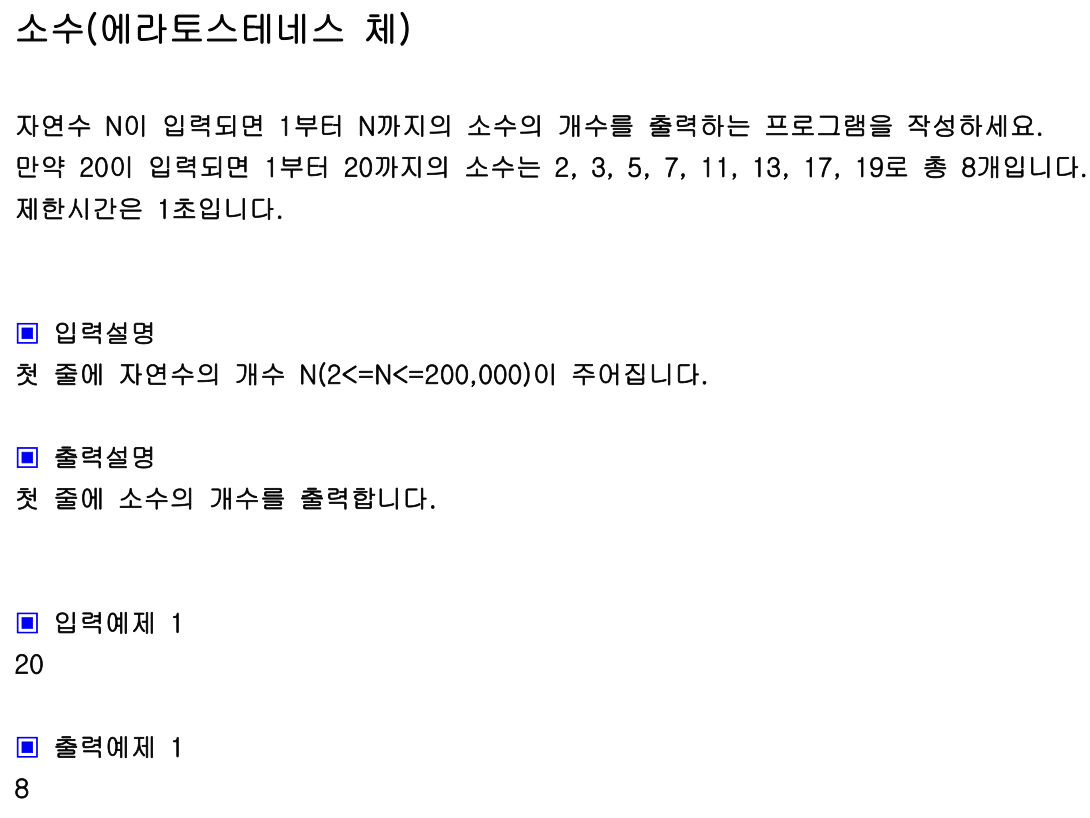 소수(에라토스테네스 체)
자연수 N이 입력되면 1부터 N까지의 소수의 개수를 출력하는 프로그램을 작성하세요.
만약 20이 입력되면 1부터 20까지의 소수는 2, 3, 5, 7, 11, 13, 17, 19로 총 8개입니다.
제한시간은 1초입니다.
▣ 입력설명
첫 줄에 자연수의 개수 N(2<=N<=200,000)이 주어집니다.
▣ 출력설명
첫 줄에 소수의 개수를 출력합니다.
▣ 입력예제 1
20
▣ 출력예제 1
8